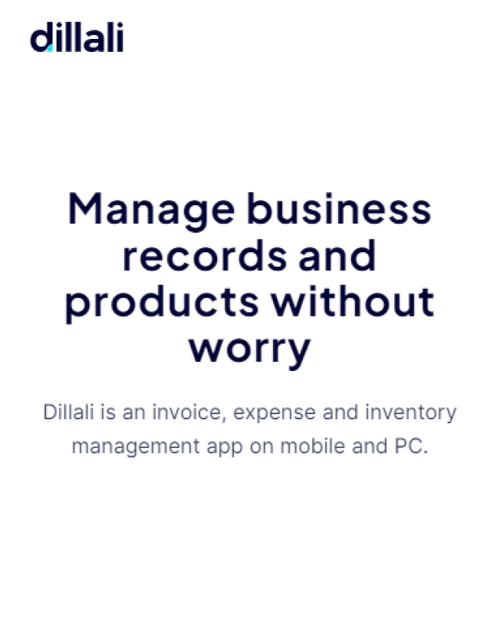 dillali
Manage business
records and
products without
worry
Dillali is an invoice, expense and inventory
management app on mobile and PC.